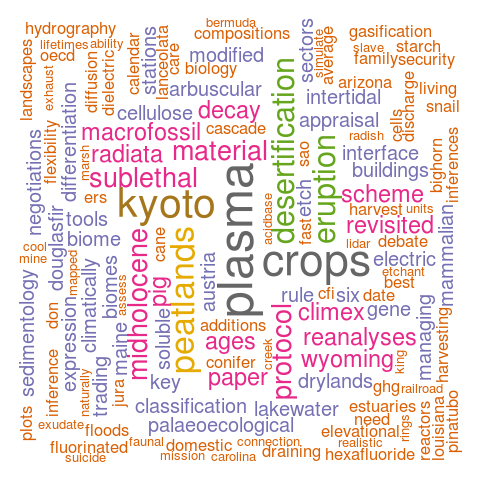 bermuda
hydrography
compositions
gasification
lifetimes
ability
slave
starch
oecd
care
modified
sectors
simulate
average
family
security
landscapes
exhaust
diffusion
dielectric
calendar
stations
lanceolata
biology
arizona
living
arbuscular
intertidal
discharge
snail
cellulose
decay
appraisal
cells
macrofossil
cascade
radish
flexibility
differentiation
radiata
material
desertification
eruption
interface
inferences
negotiations
marsh
sublethal
sao
buildings
bighorn
ers
kyoto
plasma
fast
etch
scheme
tools
acidbase
harvest
units
mammalian
douglasfir
biome
cane
revisited
cool
midholocene
peatlands
lidar
debate
mine
mapped
austria
crops
electric
etchant
climatically
biomes
assess
pig
soluble
rule
cfi
six
date
best
sedimentology
don
expression
maine
additions
protocol
climex
gene
managing
harvesting
trading
ages
creek
reanalyses
inference
jura
conifer
wyoming
king
naturally
key
paper
drylands
ghg
railroad
plots
classification
lakewater
estuaries
rings
reactors
louisiana
pinatubo
exudate
floods
palaeoecological
need
elevational
fluorinated
faunal
domestic
connection
realistic
suicide
mission
carolina
draining
hexafluoride